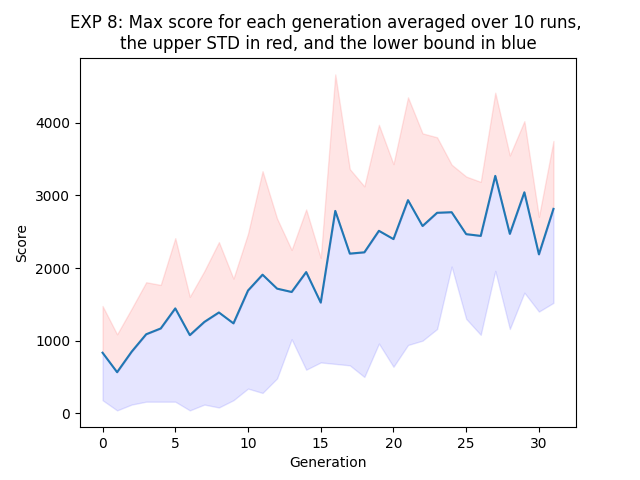 EXP 8: Max score for each generation averaged over 10 runs,
the upper STD in red, and the lower bound in blue
4000
3000
2000
1000
0
Score
0 5 10 15 20 25 30
Generation